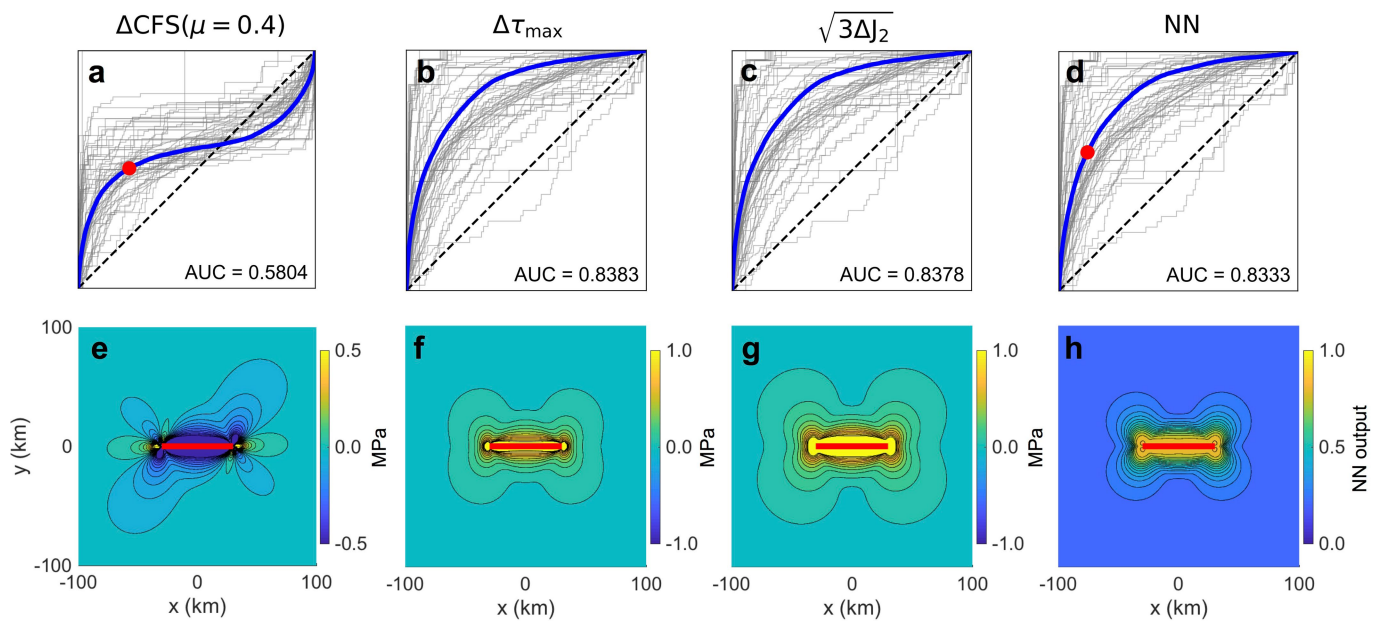 ΔCFS(μ = 0.4)
Δτmax
√3ΔJ2
NN
a
b
c
d
AUC = 0.5804
AUC = 0.8383
AUC = 0.8378
AUC = 0.8333
e
f
g
h
100
0
-100
y (km)
0.5
0.0
-0.5
MPa
1.0
0.0
-1.0
MPa
1.0
0.0
-1.0
MPa
1.0
0.5
0.0
NN output
-100 0 100
-100 0 100
-100 0 100
-100 0 100
x (km)
x (km)
x (km)
x (km)